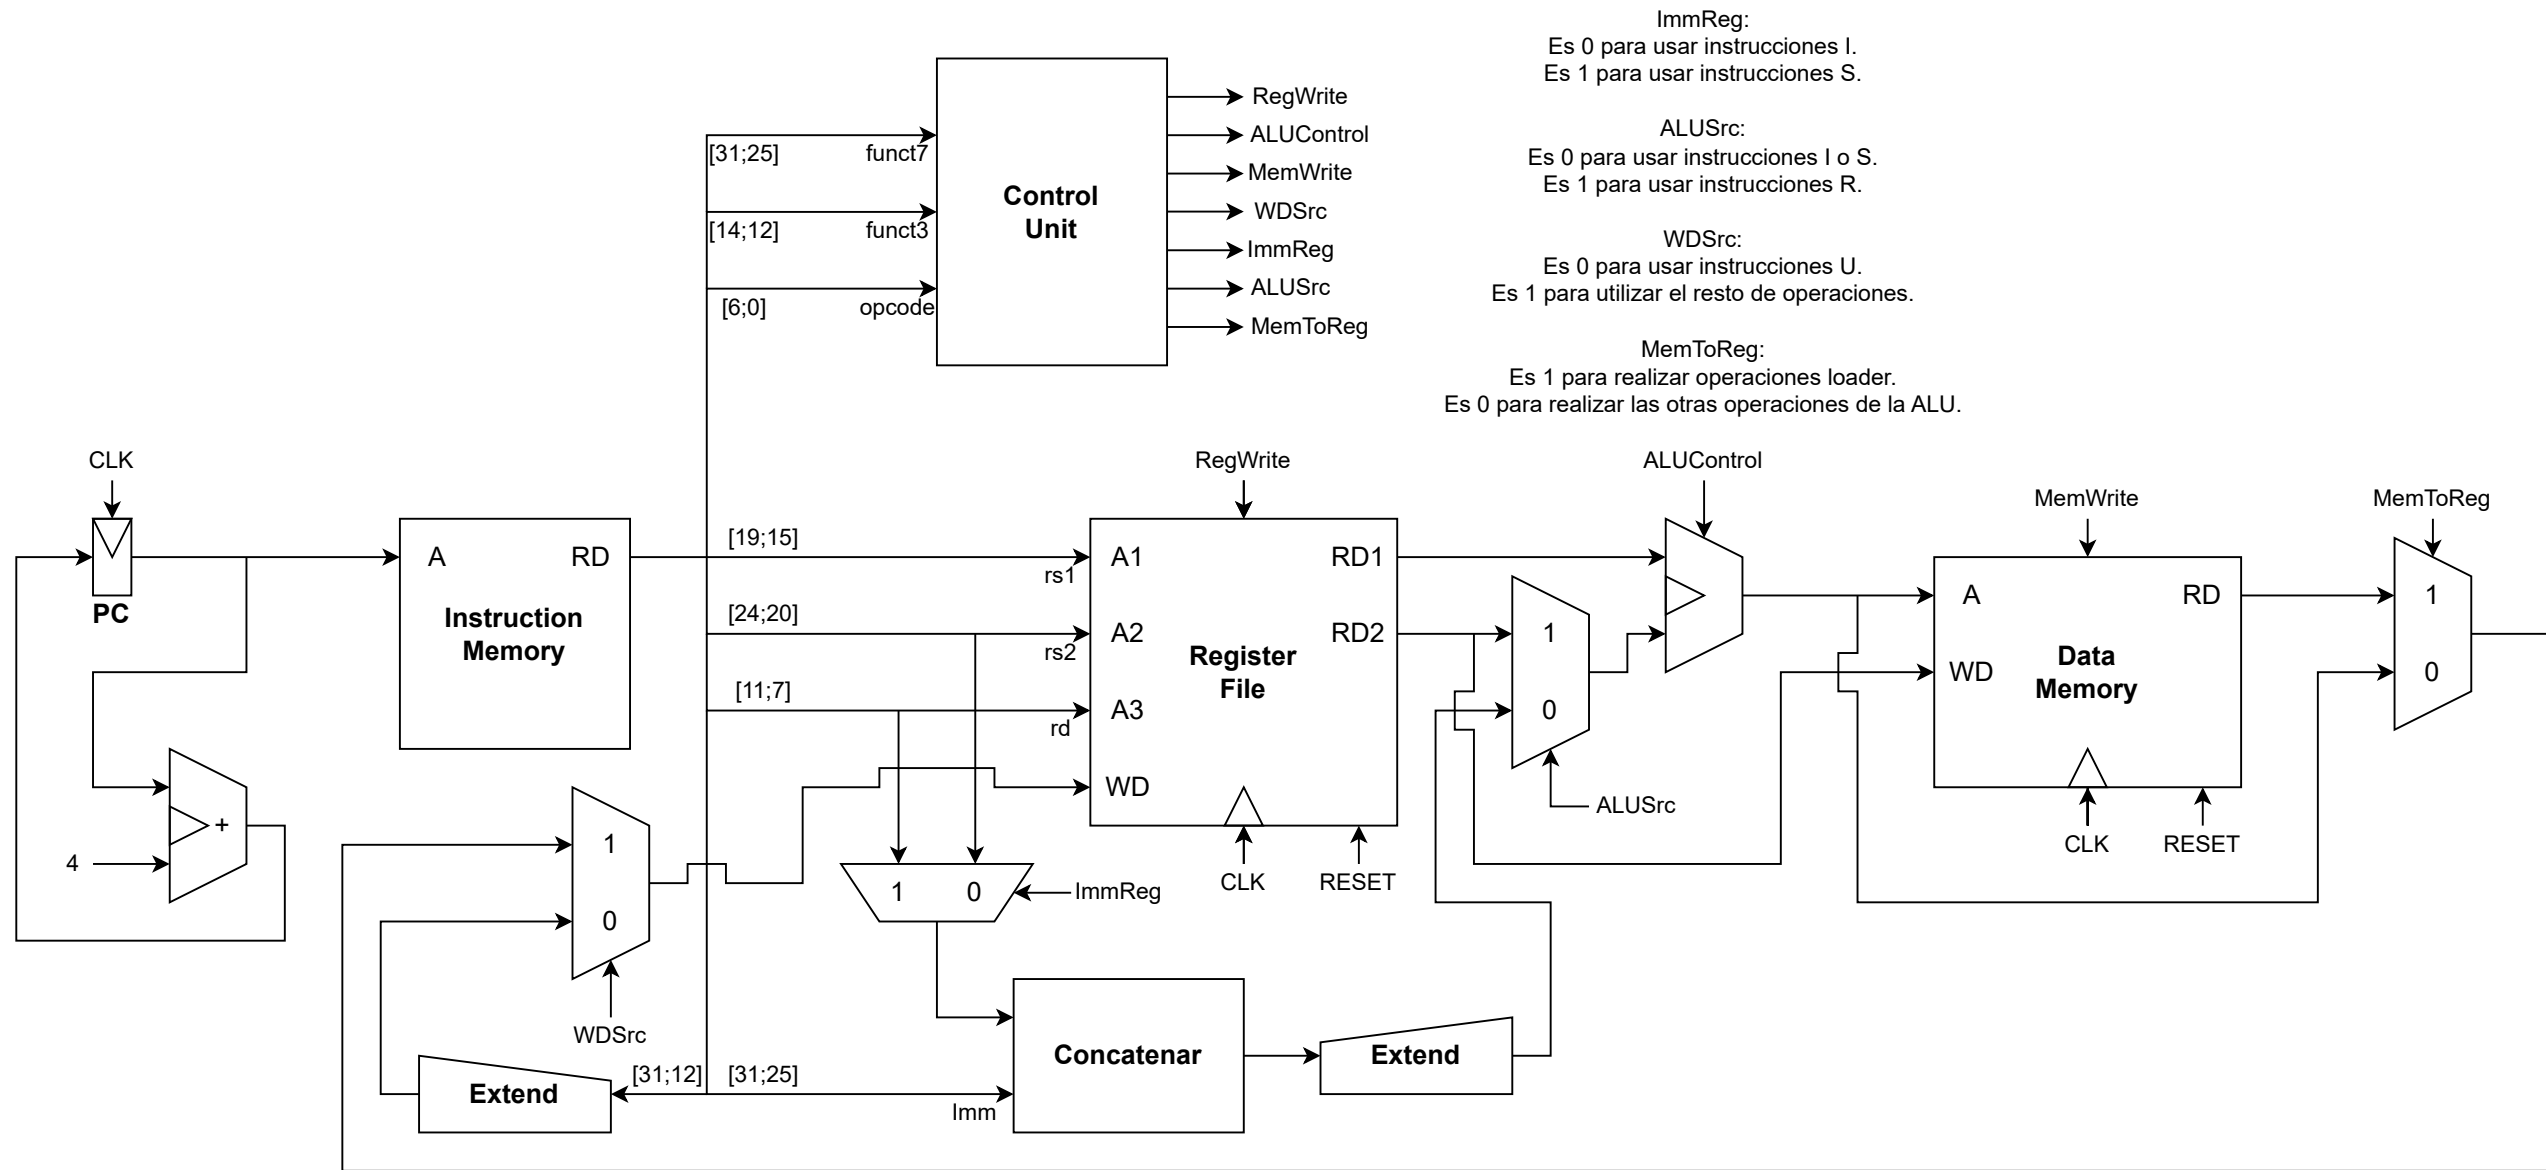 ImmReg:
Es 0 para usar instrucciones I.
Es 1 para usar instrucciones S.
ALUSrc:
Es 0 para usar instrucciones I o S.
Es 1 para usar instrucciones R.
WDSrc:
Es 0 para usar instrucciones U.
Es 1 para utilizar el resto de operaciones.
MemToReg:
Es 1 para realizar operaciones loader.
Es 0 para realizar las otras operaciones de la ALU.
[31;25]
funct7
[14;12]
funct3
[6;0]
opcode
Control
Unit
RegWrite
ALUControl
MemWrite
WDSrc
ImmReg
ALUSrc
MemToReg
CLK
PC
4
+
A
RD
Instruction
Memory
[19;15]
rs1
[24;20]
rs2
[11;7]
rd
RegWrite
A1
A2
A3
WD
RD1
RD2
Register
File
CLK
RESET
1
0
WDSrc
1
0
ImmReg
Extend
[31;12]
[31;25]
Imm
Concatenar
Extend
1
0
ALUSrc
ALUControl
MemWrite
A
WD
RD
Data
Memory
CLK
RESET
MemToReg
1
0